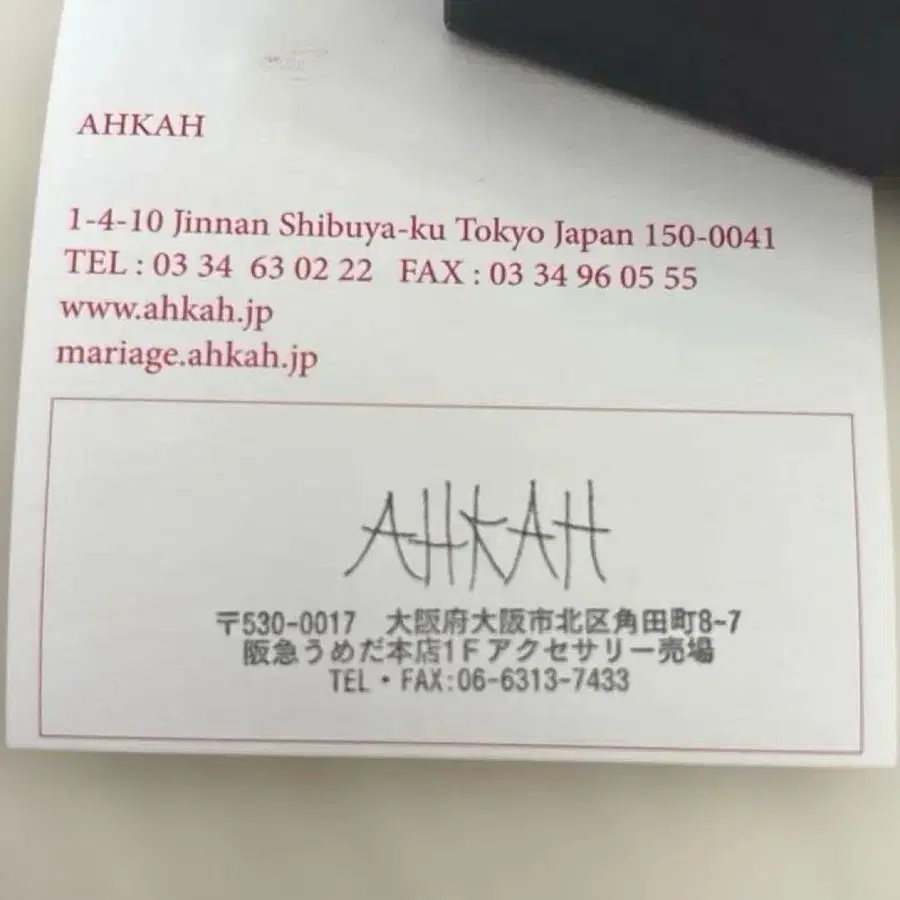 AHKAH
1-4-10 Jinnan Shibuya-ku Tokyo Japan 150-0041
TEL : 03 34 63 02 22 FAX : 03 34 96 05 55
www.ahkah.jp
mariage.ahkah.jp
AHKAH
〒530-0017 大阪府大阪市北区角田町8-7
阪急うめだ本店1Fアクセサリー売場
TEL・FAX:06-6313-7433